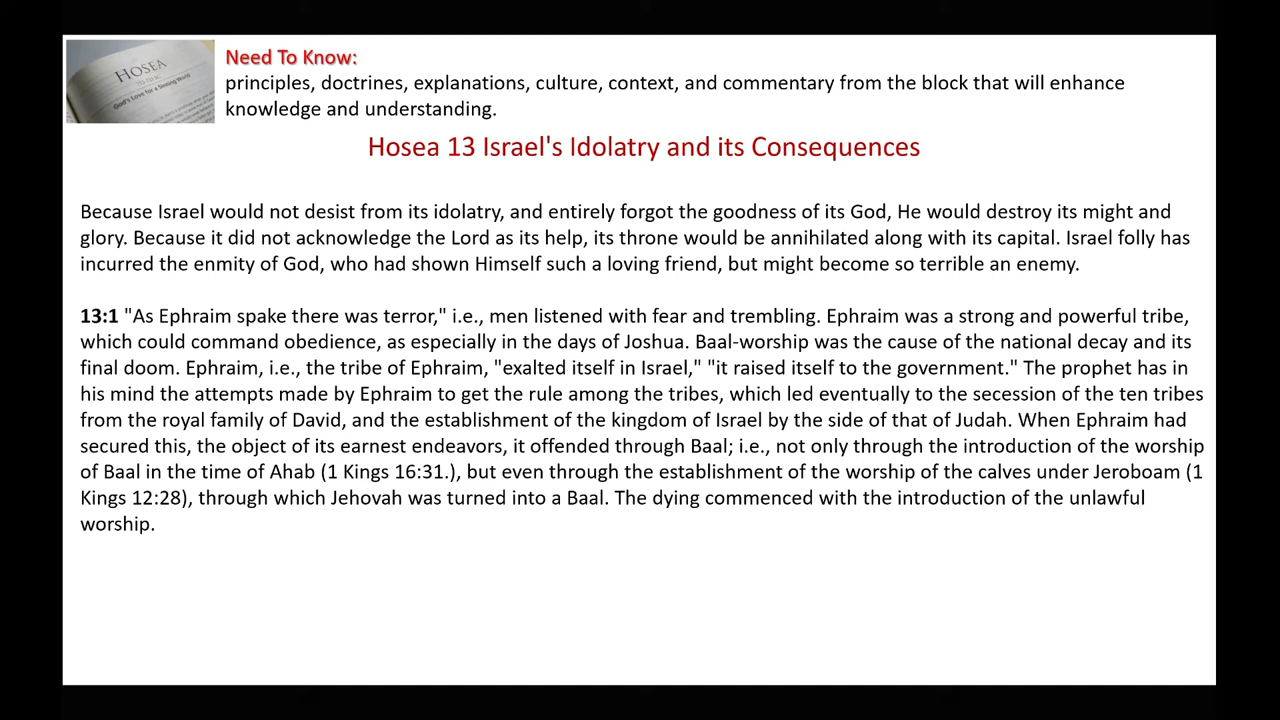 HOSEA
God's Love for a Sinning World
Need To Know:
principles, doctrines, explanations, culture, context, and commentary from the block that will enhance
knowledge and understanding.
Hosea 13 Israel's Idolatry and its Consequences
Because Israel would not desist from its idolatry, and entirely forgot the goodness of its God, He would destroy its might and
glory. Because it did not acknowledge the Lord as its help, its throne would be annihilated along with its capital. Israel folly has
incurred the enmity of God, who had shown Himself such a loving friend, but might become so terrible an enemy.
13:1 "As Ephraim spake there was terror," i.e., men listened with fear and trembling. Ephraim was a strong and powerful tribe,
which could command obedience, as especially in the days of Joshua. Baal-worship was the cause of the national decay and its
final doom. Ephraim, i.e., the tribe of Ephraim, "exalted itself in Israel," "it raised itself to the government." The prophet has in
his mind the attempts made by Ephraim to get the rule among the tribes, which led eventually to the secession of the ten tribes
from the royal family of David, and the establishment of the kingdom of Israel by the side of that of Judah. When Ephraim had
secured this, the object of its earnest endeavors, it offended through Baal; i.e., not only through the introduction of the worship
of Baal in the time of Ahab (1 Kings 16:31.), but even through the establishment of the worship of the calves under Jeroboam (1
Kings 12:28), through which Jehovah was turned into a Baal. The dying commenced with the introduction of the unlawful
worship.